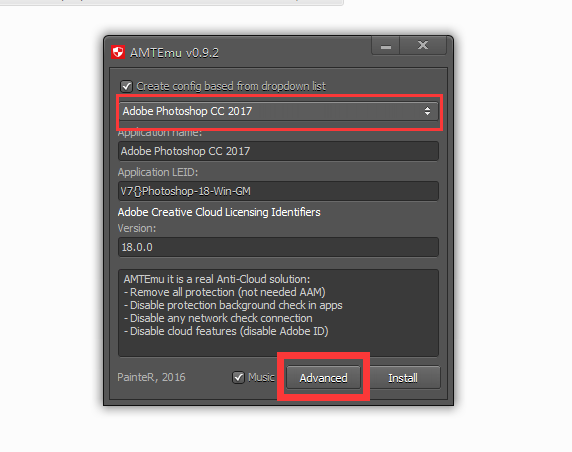 AMTEmu v0.9.2
Create config based from dropdown list
Adobe Photoshop CC 2017
Application name:
Adobe Photoshop CC 2017
Application LEID:
V7{}Photoshop-18-Win-GM
Adobe Creative Cloud Licensing Identifiers
Version:
18.0.0
AMTEmu it is a real Anti-Cloud solution:
- Remove all protection (not needed AAM)
- Disable protection background check in apps
- Disable any network check connection
- Disable cloud features (disable Adobe ID)
PainteR, 2016 Music Advanced Install